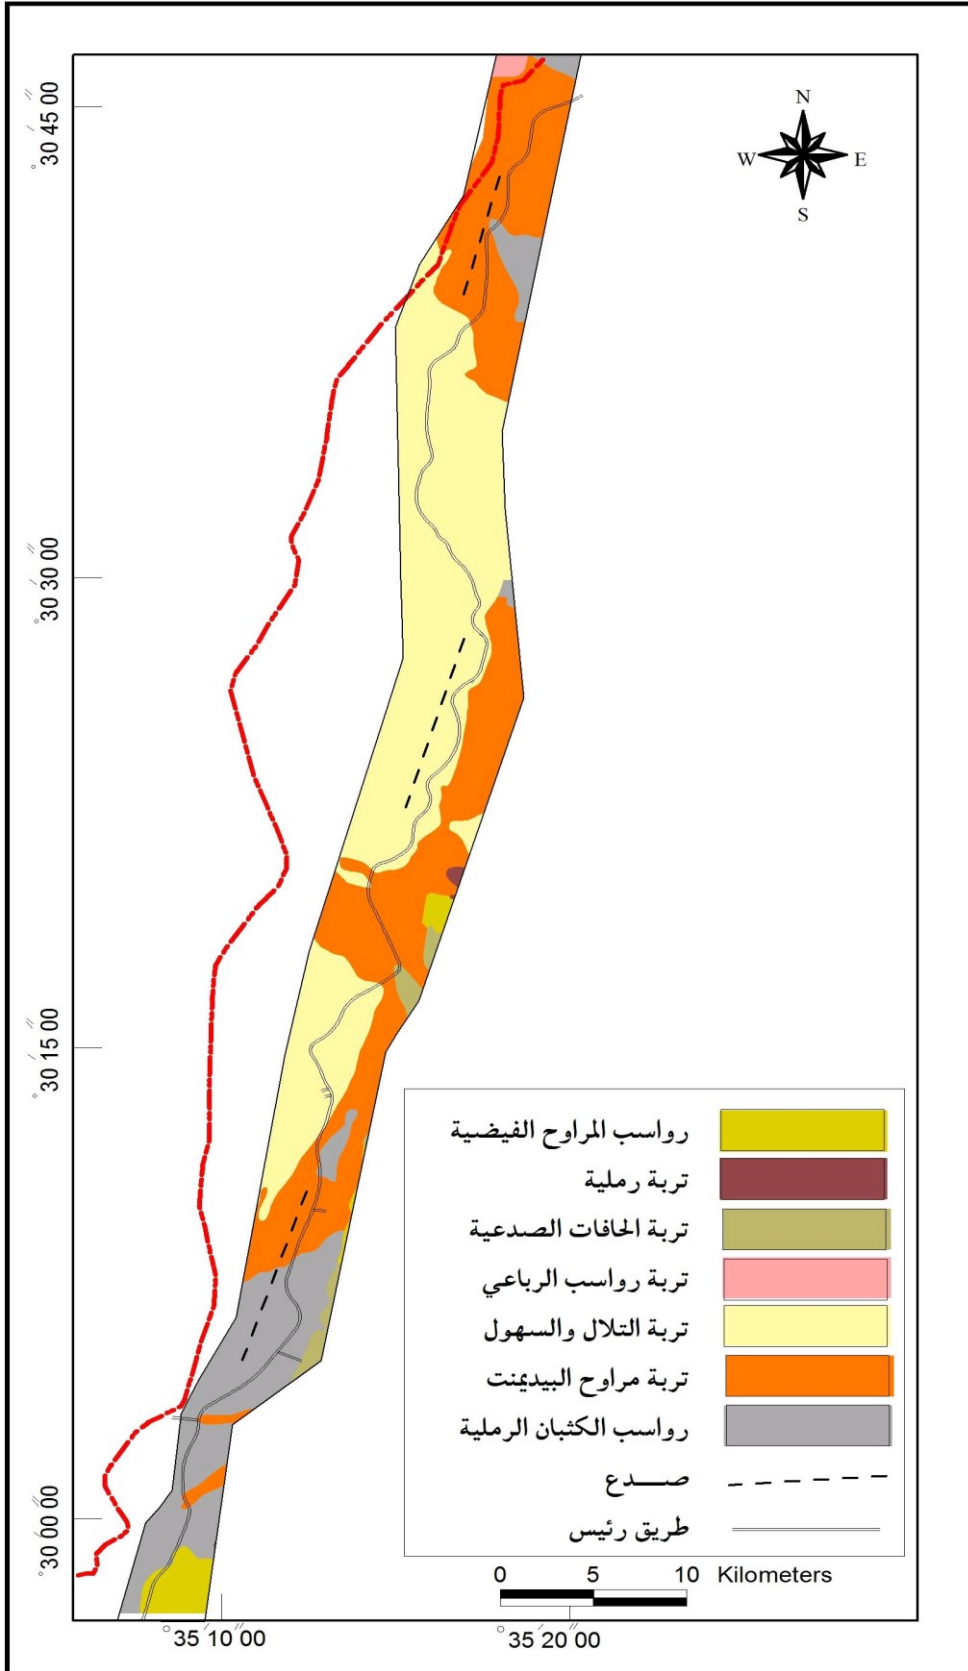 N
W E
S
° 30 45 00
° 30 30 00
° 30 15 00
° 30 00 00
رواسب المراوح الفيضية
تربة رملية
تربة الحافات الصدعية
تربة رواسب الرباعي
تربة التلال والسهول
تربة مراوح البيديمنت
رواسب الكثبان الرملية
صــــدع
طريق رئيس
0 5 10 Kilometers
° 35 10 00
° 35 20 00